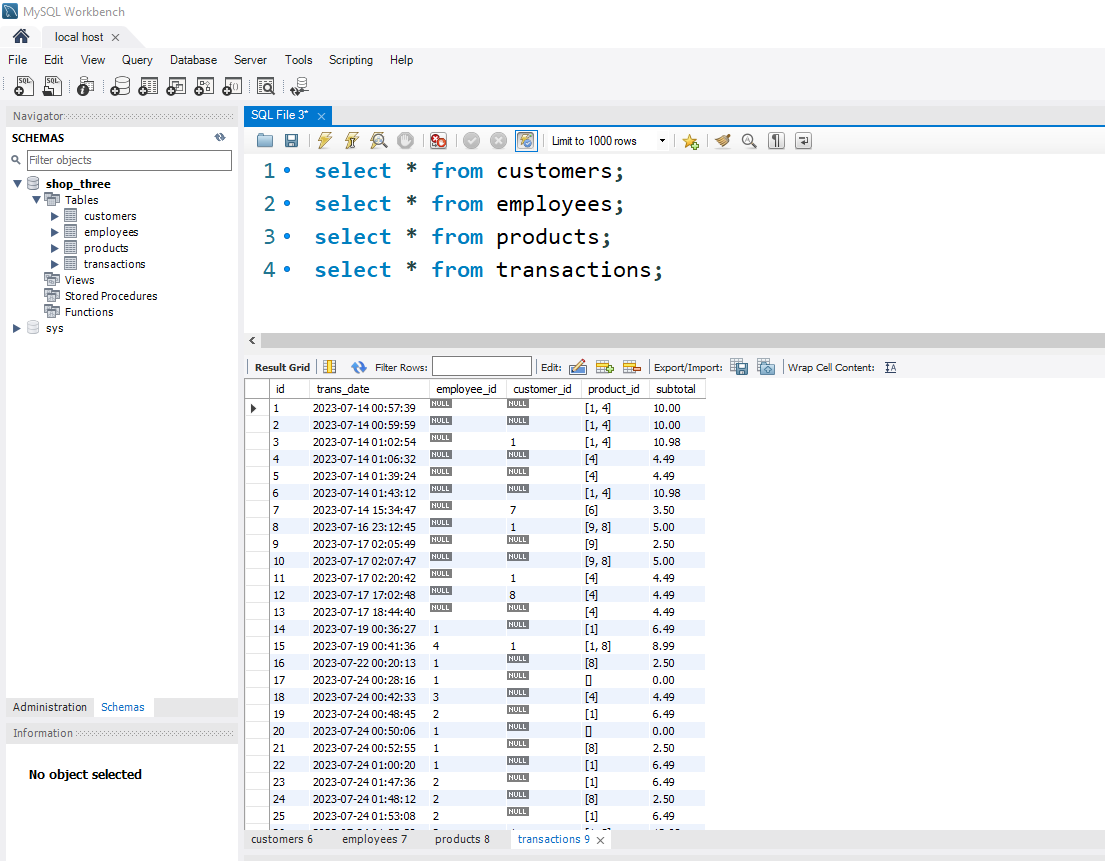 MySQL Workbench
local host
File Edit View Query Database Server Tools Scripting Help
Navigator
SQL File 3*
SCHEMAS
Limit to 1000 rows
Filter objects
shop_three
Tables
customers
employees
products
transactions
Views
Stored Procedures
Functions
sys
1 select * from customers;
2 select * from employees;
3 select * from products;
4 select * from transactions;
Result Grid Filter Rows: Edit: Export/Import: Wrap Cell Content:
id trans_date employee_id customer_id product_id subtotal
1 2023-07-14 00:57:39 NULL NULL [1, 4] 10.00
2 2023-07-14 00:59:59 NULL NULL [1, 4] 10.00
3 2023-07-14 01:02:54 NULL 1 [1, 4] 10.98
4 2023-07-14 01:06:32 NULL NULL [4] 4.49
5 2023-07-14 01:39:24 NULL NULL [4] 4.49
6 2023-07-14 01:43:12 NULL NULL [1, 4] 10.98
7 2023-07-14 15:34:47 NULL 7 [6] 3.50
8 2023-07-16 23:12:45 NULL 1 [9, 8] 5.00
9 2023-07-17 02:05:49 NULL NULL [9] 2.50
10 2023-07-17 02:07:47 NULL NULL [9, 8] 5.00
11 2023-07-17 02:20:42 NULL 1 [4] 4.49
12 2023-07-17 17:02:48 NULL 8 [4] 4.49
13 2023-07-17 18:44:40 NULL NULL [4] 4.49
14 2023-07-19 00:36:27 1 NULL [1] 6.49
15 2023-07-19 00:41:36 4 1 [1, 8] 8.99
16 2023-07-22 00:20:13 1 NULL [8] 2.50
17 2023-07-24 00:28:16 1 NULL [] 0.00
18 2023-07-24 00:42:33 3 NULL [4] 4.49
19 2023-07-24 00:48:45 2 NULL [1] 6.49
20 2023-07-24 00:50:06 1 NULL [] 0.00
21 2023-07-24 00:52:55 1 NULL [8] 2.50
22 2023-07-24 01:00:20 1 NULL [1] 6.49
23 2023-07-24 01:47:36 2 NULL [1] 6.49
24 2023-07-24 01:48:12 2 NULL [8] 2.50
25 2023-07-24 01:53:08 2 NULL [1] 6.49
Administration Schemas
Information
No object selected
customers 6 employees 7 products 8 transactions 9